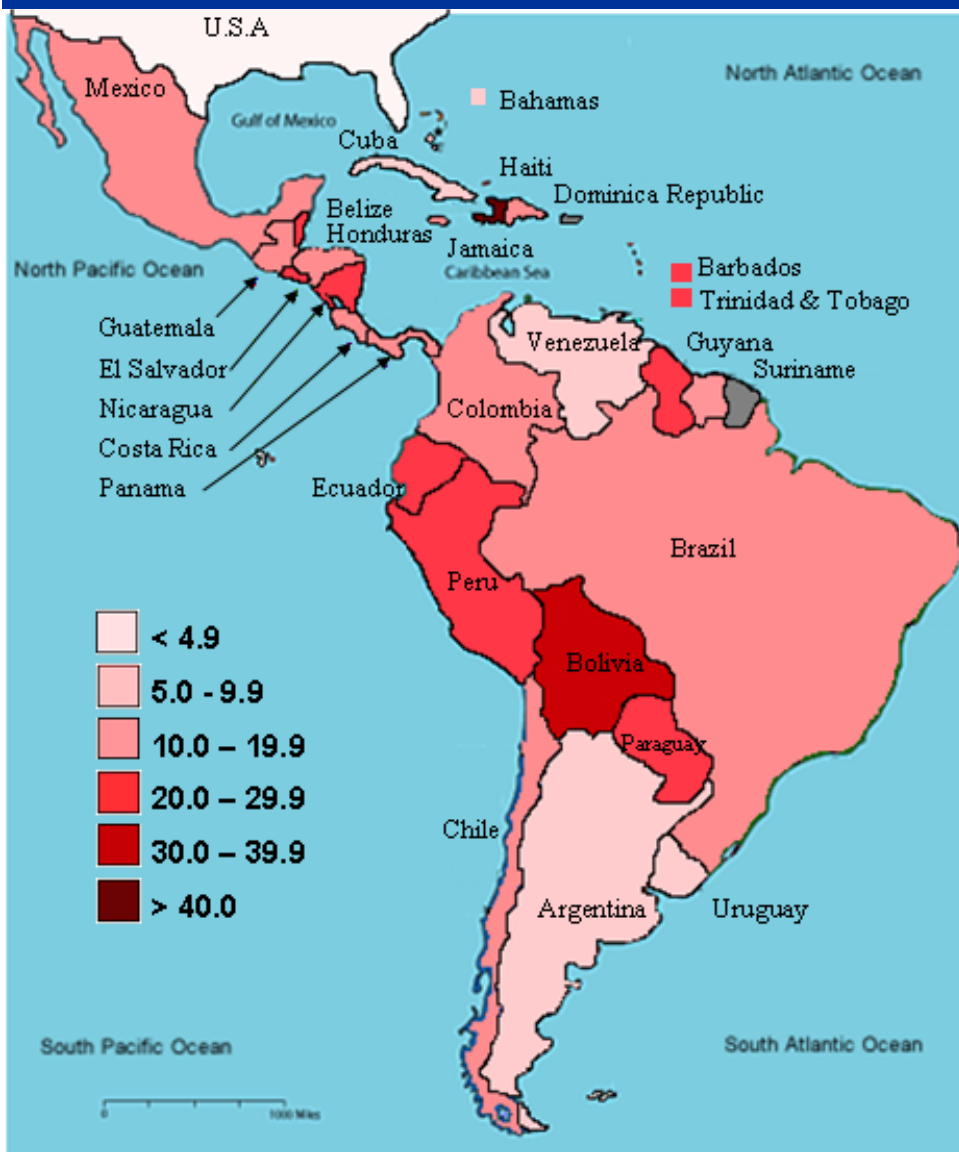 U.S.A
Mexico
North Atlantic Ocean
Bahamas
Gulf of Mexico
Cuba
Haiti
Dominica Republic
Belize
Honduras
Jamaica
Caribbean Sea
North Pacific Ocean
Barbados
Trinidad & Tobago
Guatemala
El Salvador
Nicaragua
Costa Rica
Panama
Venezuela
Guyana
Suriname
Colombia
Ecuador
Brazil
Peru
Bolivia
Paraguay
< 4.9
5.0 - 9.9
10.0 – 19.9
20.0 – 29.9
30.0 – 39.9
> 40.0
Chile
Argentina
Uruguay
South Pacific Ocean
South Atlantic Ocean
0 1000 Miles